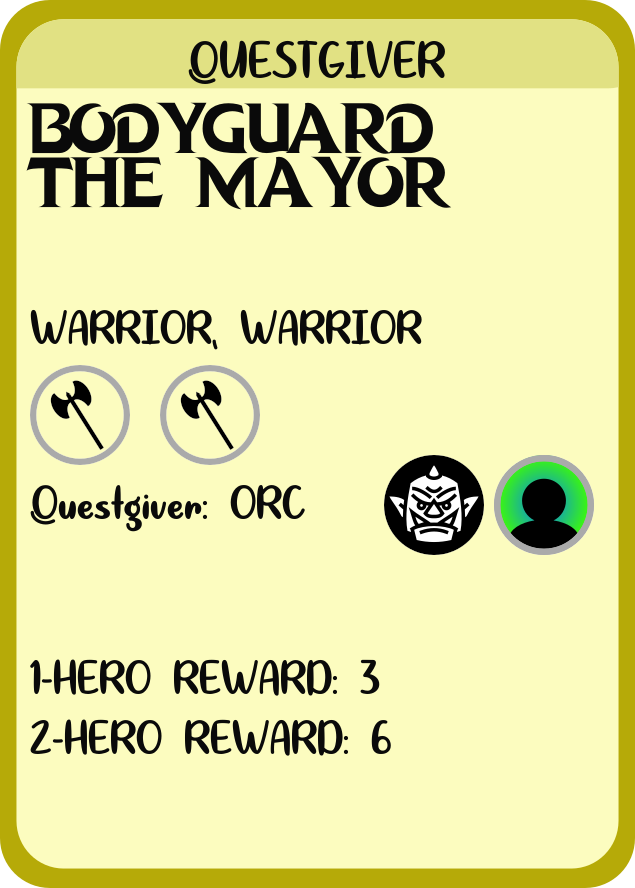 QUESTGIVER
BODYGUARD
THE MAYOR
WARRIOR, WARRIOR
Questgiver: ORC
1-HERO REWARD: 3
2-HERO REWARD: 6